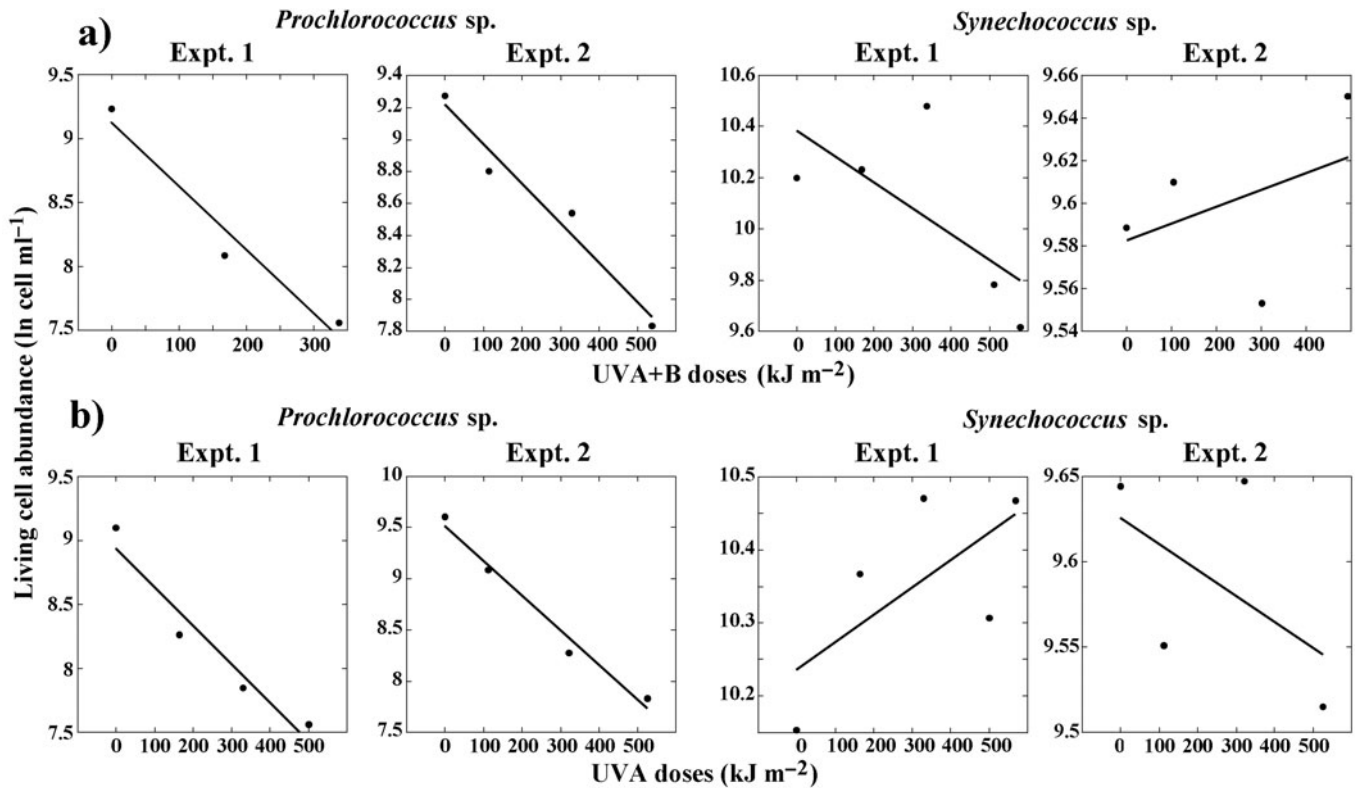 a)
Prochlorococcus sp.
Synechococcus sp.
Expt. 1
Expt. 2
Expt. 1
Expt. 2
9.5
9
8.5
8
7.5
0 100 200 300
9.4
9.2
9
8.8
8.6
8.4
8.2
8
7.8
0 100 200 300 400 500
10.6
10.4
10.2
10
9.8
9.6
0 100 200 300 400 500
9.66
9.64
9.62
9.6
9.58
9.56
9.54
0 100 200 300 400
UVA+B doses (kJ m−2)
Living cell abundance (ln cell ml−1)
b)
Prochlorococcus sp.
Synechococcus sp.
Expt. 1
Expt. 2
Expt. 1
Expt. 2
9.5
9
8.5
8
7.5
0 100 200 300 400 500
10
9.5
9
8.5
8
7.5
0 100 200 300 400 500
10.5
10.4
10.3
10.2
0 100 200 300 400 500
9.65
9.6
9.55
9.5
0 100 200 300 400 500
UVA doses (kJ m−2)